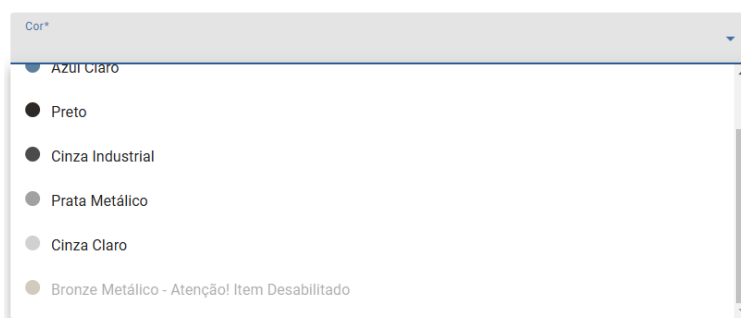 Cor*
Azul Claro
Preto
Cinza Industrial
Prata Metálico
Cinza Claro
Bronze Metálico - Atenção! Item Desabilitado